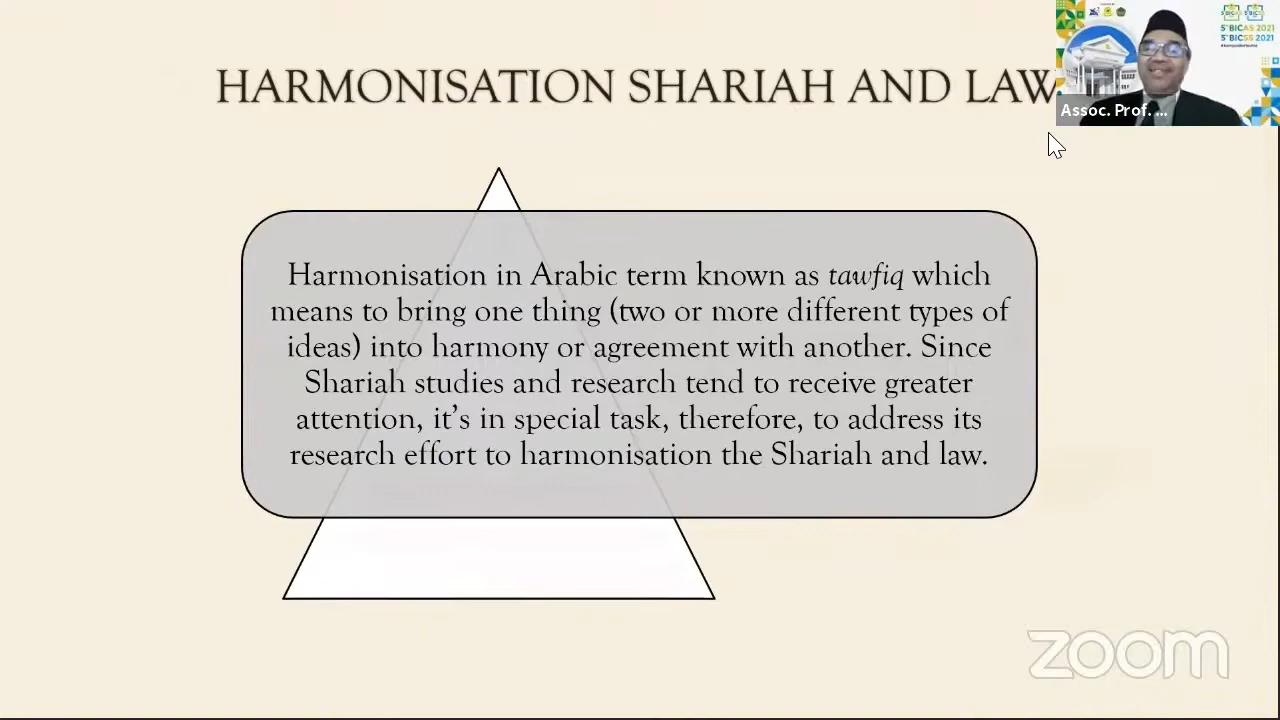 HARMONISATION SHARIAH AND LAW
5th BICAS 2021
5th BICSS 2021
Assoc. Prof. ...
Harmonisation in Arabic term known as tawfiq which
means to bring one thing (two or more different types of
ideas) into harmony or agreement with another. Since
Shariah studies and research tend to receive greater
attention, it's in special task, therefore, to address its
research effort to harmonisation the Shariah and law.
zoom